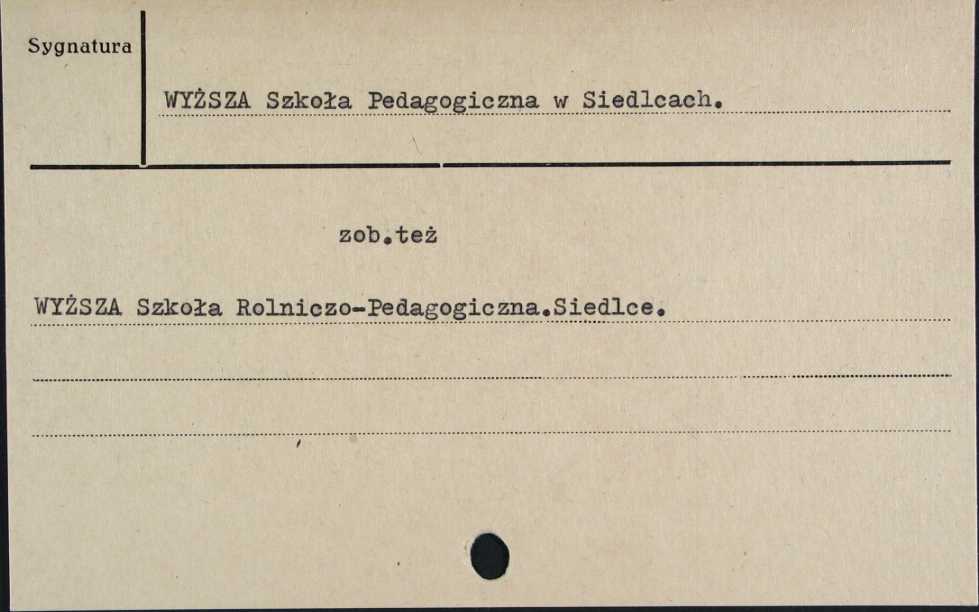 Sygnatura
WYŻSZA Szkoła Pedagogiczna w Siedlcach.
zob.też
WYŻSZA Szkoła Rolniczo-Pedagogiczna.Siedlce.